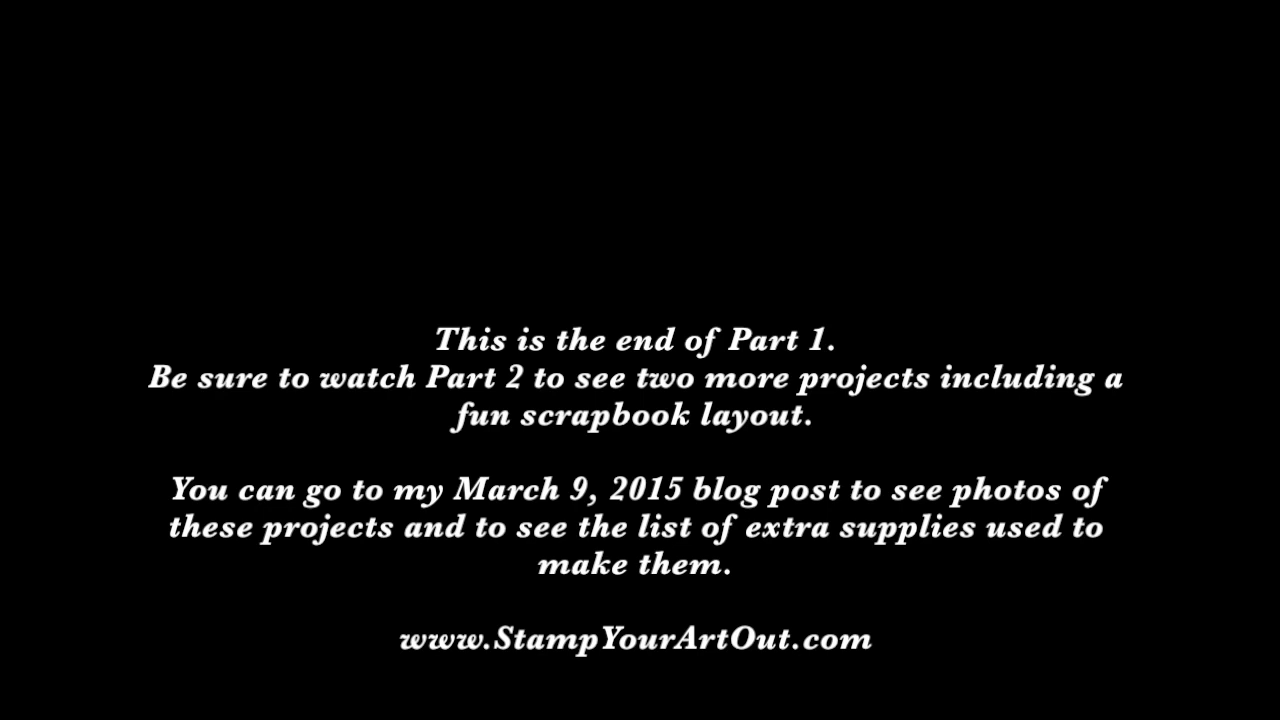 This is the end of Part 1.
Be sure to watch Part 2 to see two more projects including a
fun scrapbook layout.
You can go to my March 9, 2015 blog post to see photos of
these projects and to see the list of extra supplies used to
make them.
www.StampYourArtOut.com